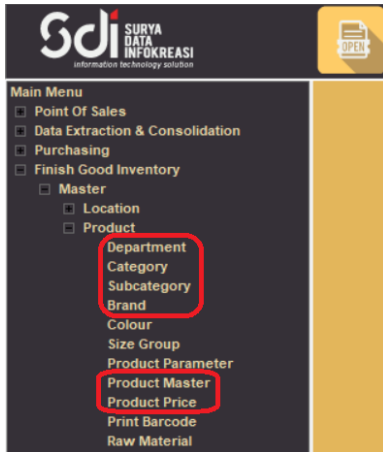 Sdi SURYA
DATA
INFOKREASI
information technology solution
OPEN
Main Menu
Point Of Sales
Data Extraction & Consolidation
Purchasing
Finish Good Inventory
Master
Location
Product
Department
Category
Subcategory
Brand
Colour
Size Group
Product Parameter
Product Master
Product Price
Print Barcode
Raw Material